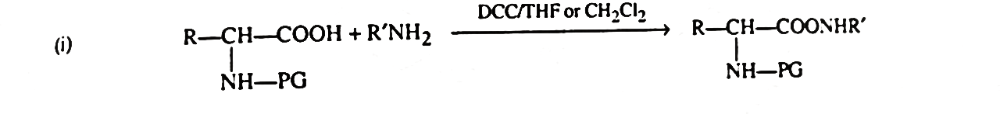 DCC/THF or CH₂Cl₂
(i) R—CH—COOH + R′NH₂ → R—CH—COONHR′
NH—PG NH—PG